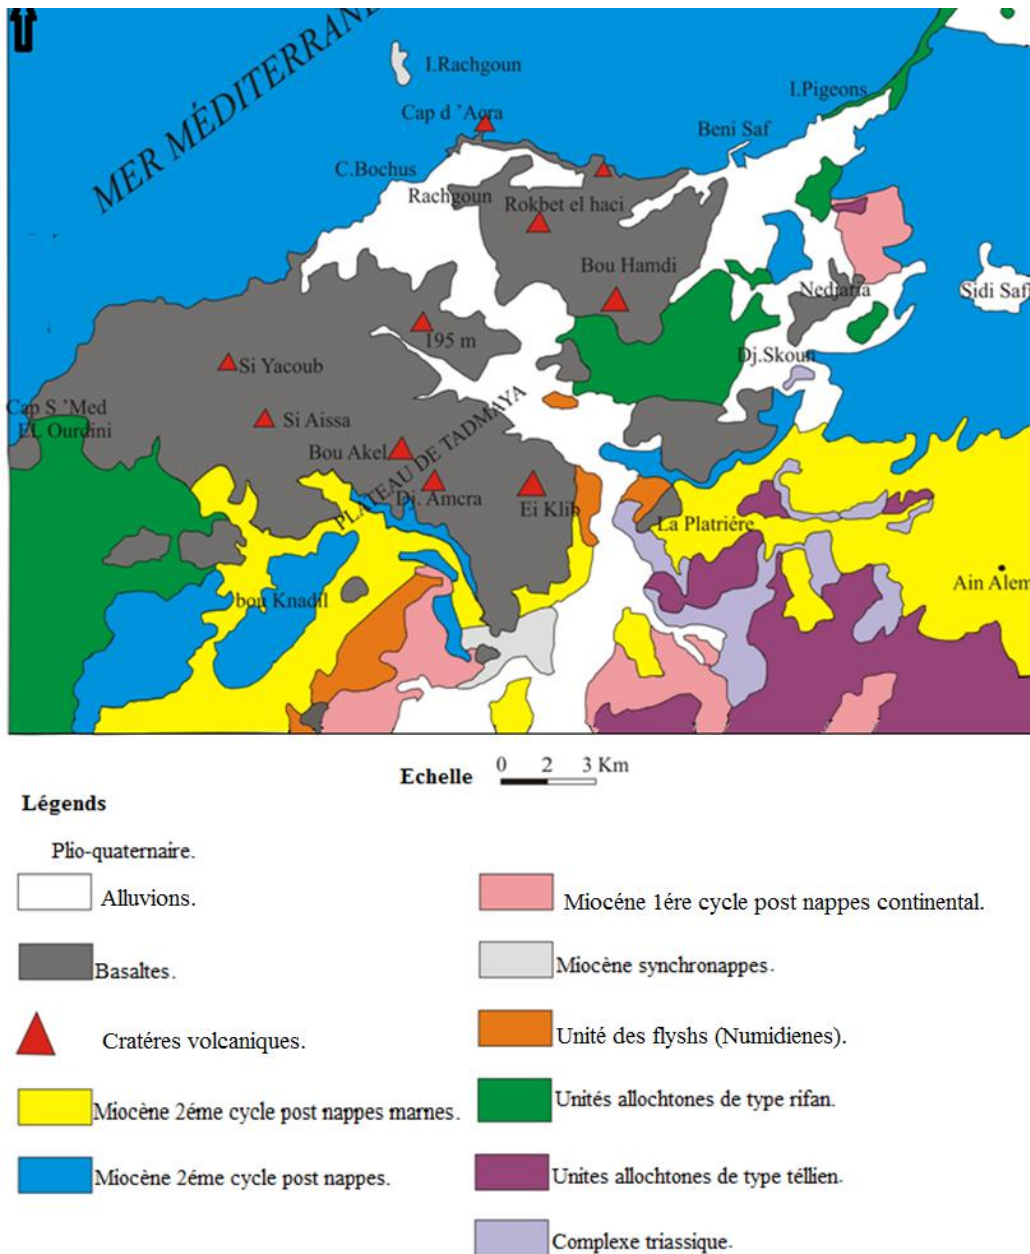 MER MÉDITERRANÉ
I.Rachgoun
Cap d 'Acra
I.Pigeons
Beni Saf
C.Bochus
Rachgoun
Rokbet el haci
Bou Hamdi
Nedjaria
Sidi Safi
195 m
Dj.Skoun
Si Yacoub
Cap S 'Med
EL Ourdini
Si Aissa
PLATEAU DE TADMAYA
Bou Akel
Dj. Amcra
Ei Klib
La Platriére
Ain Alem
bou Knadil
Echelle 0 2 3 Km
Légends
Plio-quaternaire.
Alluvions.
Basaltes.
Cratéres volcaniques.
Miocène 2éme cycle post nappes marnes.
Miocène 2éme cycle post nappes.
Miocéne 1ére cycle post nappes continental.
Miocène synchronappes.
Unité des flyshs (Numidienes).
Unités allochtones de type rifan.
Unites allochtones de type téllien.
Complexe triassique.